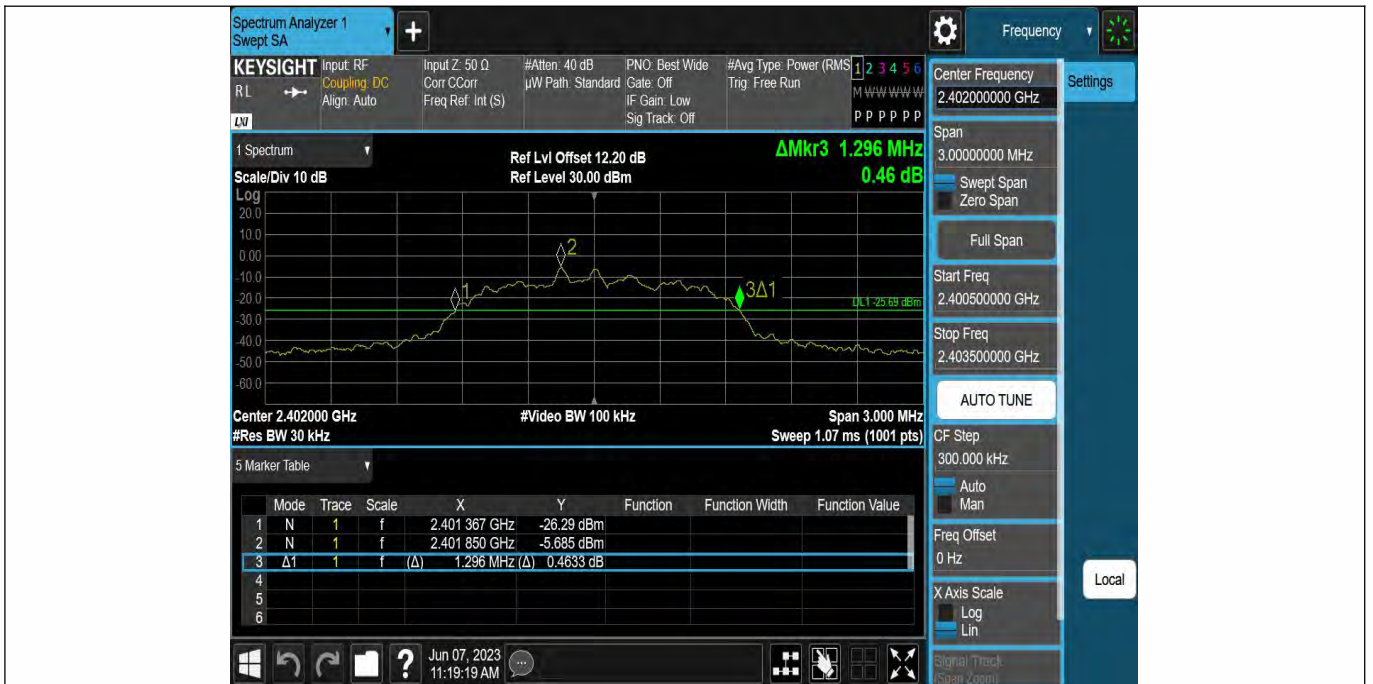 Spectrum Analyzer 1
Swept SA
+
Frequency
KEYSIGHT
RL
LXI
Input: RF
Coupling: DC
Align: Auto
Input Z: 50 Ω
Corr CCorr
Freq Ref: Int (S)
#Atten: 40 dB
µW Path: Standard
PNO: Best Wide
Gate: Off
IF Gain: Low
Sig Track: Off
#Avg Type: Power (RMS
Trig: Free Run
1 2 3 4 5 6
M W W W W W
P P P P P P
1 Spectrum
Scale/Div 10 dB
Ref Lvl Offset 12.20 dB
Ref Level 30.00 dBm
ΔMkr3 1.296 MHz
0.46 dB
Log
20.0
10.0
0.00
-10.0
-20.0
-30.0
-40.0
-50.0
-60.0
1
2
3Δ1
DL1 -25.69 dBm
Center 2.402000 GHz
#Video BW 100 kHz
Span 3.000 MHz
#Res BW 30 kHz
Sweep 1.07 ms (1001 pts)
5 Marker Table
Mode Trace Scale X Y Function Function Width Function Value
1 N 1 f 2.401 367 GHz -26.29 dBm
2 N 1 f 2.401 850 GHz -5.685 dBm
3 Δ1 1 f (Δ) 1.296 MHz (Δ) 0.4633 dB
4
5
6
?
Jun 07, 2023
11:19:19 AM
Center Frequency
2.402000000 GHz
Settings
Span
3.00000000 MHz
Swept Span
Zero Span
Full Span
Start Freq
2.400500000 GHz
Stop Freq
2.403500000 GHz
AUTO TUNE
CF Step
300.000 kHz
Auto
Man
Freq Offset
0 Hz
X Axis Scale
Log
Lin
Signal Track
(Span Zoom)
Local